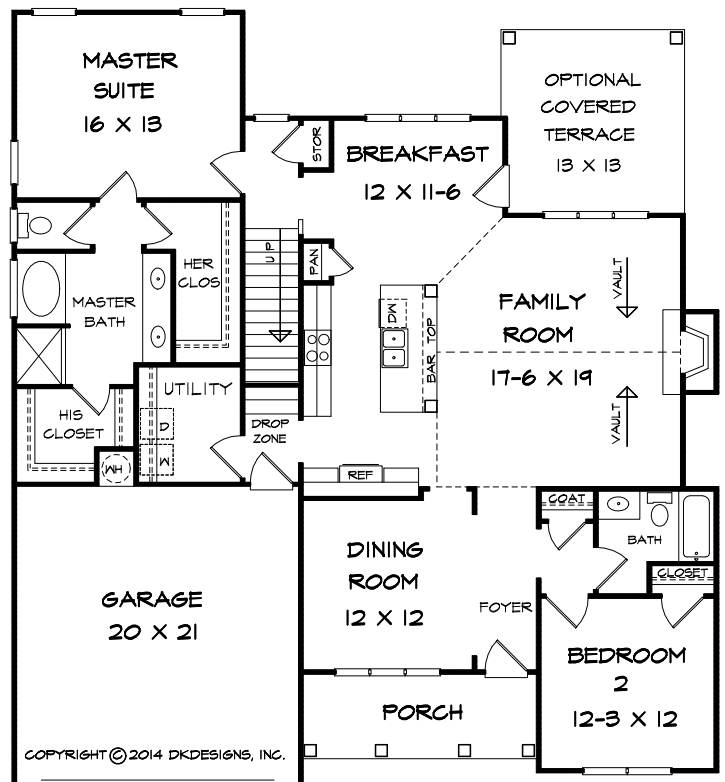 MASTER
SUITE
16 X 13
OPTIONAL
COVERED
TERRACE
13 X 13
STOR
BREAKFAST
12 X 11-6
UP
PAN
HER
CLOS
MASTER
BATH
DW
BAR TOP
FAMILY
ROOM
17-6 X 19
VAULT
VAULT
UTILITY
D
W
HIS
CLOSET
WH
DROP
ZONE
REF
COAT
BATH
CLOSET
DINING
ROOM
12 X 12
FOYER
GARAGE
20 X 21
BEDROOM
2
12-3 X 12
PORCH
COPYRIGHT © 2014 DKDESIGNS, INC.